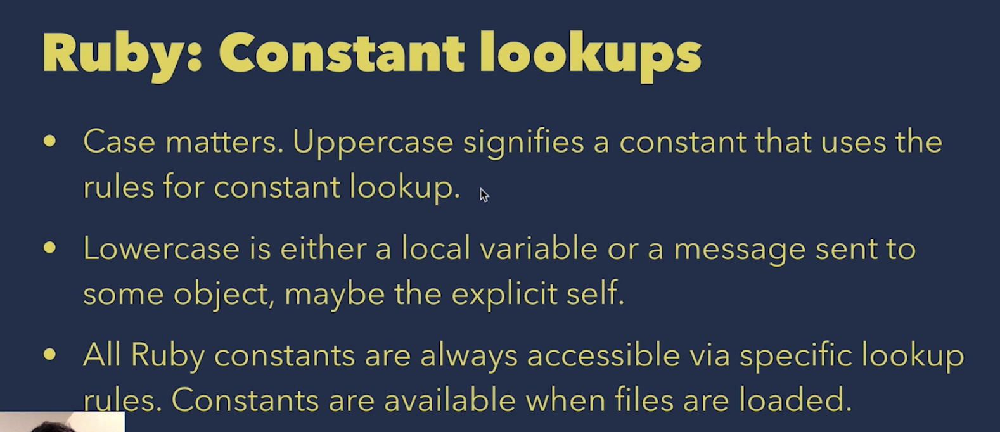 Ruby: Constant lookups
• Case matters. Uppercase signifies a constant that uses the
rules for constant lookup.
• Lowercase is either a local variable or a message sent to
some object, maybe the explicit self.
• All Ruby constants are always accessible via specific lookup
rules. Constants are available when files are loaded.